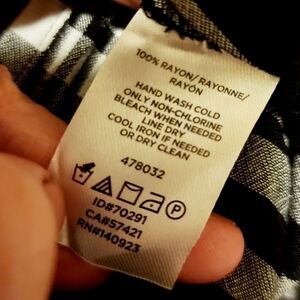 100% RAYON/RAYONNE/
RAYÓN
HAND WASH COLD
ONLY NON-CHLORINE
BLEACH WHEN NEEDED
LINE DRY
COOL IRON IF NEEDED
OR DRY CLEAN
478032
P
ID#70291
CA#57421
RN#140923